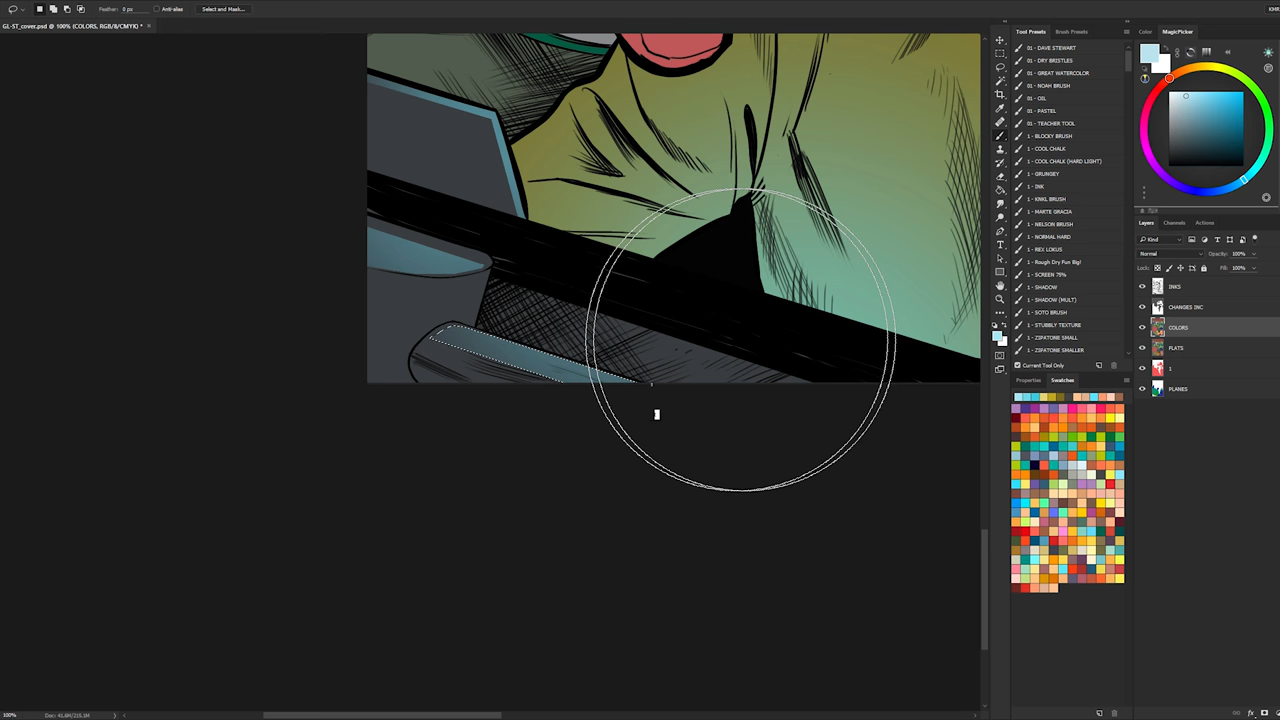 Feather: 0 px
Anti-alias
Select and Mask...
GL-ST_cover.psd @ 100% (COLORS, RGB/8/CMYK) *
Tool Presets
Brush Presets
01 - DAVE STEWART
01 - DRY BRISTLES
01 - GREAT WATERCOLOR
01 - NOAH BRUSH
01 - OIL
01 - PASTEL
01 - TEACHER TOOL
1 - BLOCKY BRUSH
1 - COOL CHALK
1 - COOL CHALK (HARD LIGHT)
1 - GRUNGEY
1 - INK
1 - KNKL BRUSH
1 - MARTE GRACIA
1 - NELSON BRUSH
1 - NORMAL HARD
1 - REX LOKUS
1 - Rough Dry Fun Big!
1 - SCREEN 75%
1 - SHADOW
1 - SHADOW (MULT)
1 - SOTO BRUSH
1 - STUBBLY TEXTURE
1 - ZIPATONE SMALL
1 - ZIPATONE SMALLER
Current Tool Only
Properties
Swatches
Color
MagicPicker
Layers
Channels
Actions
Kind
Normal
Opacity: 100%
Lock:
Fill: 100%
INKS
CHANGES INC
COLORS
FLATS
1
PLANES
100%
Doc: 41.6M/215.1M